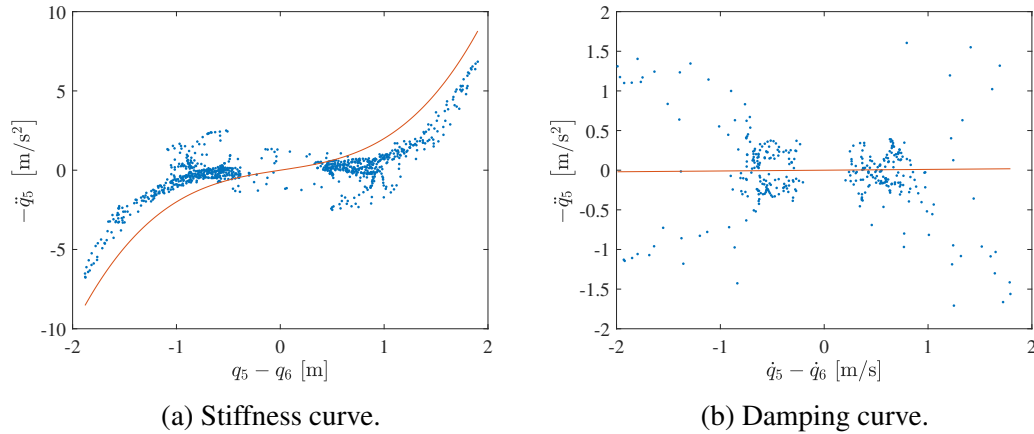 10
5
0
-5
-10
−q̈₅ [m/s²]
-2 -1 0 1 2
q₅ − q₆ [m]
(a) Stiffness curve.
2
1.5
1
0.5
0
-0.5
-1
-1.5
-2
−q̈₅ [m/s²]
-2 -1 0 1 2
q̇₅ − q̇₆ [m/s]
(b) Damping curve.